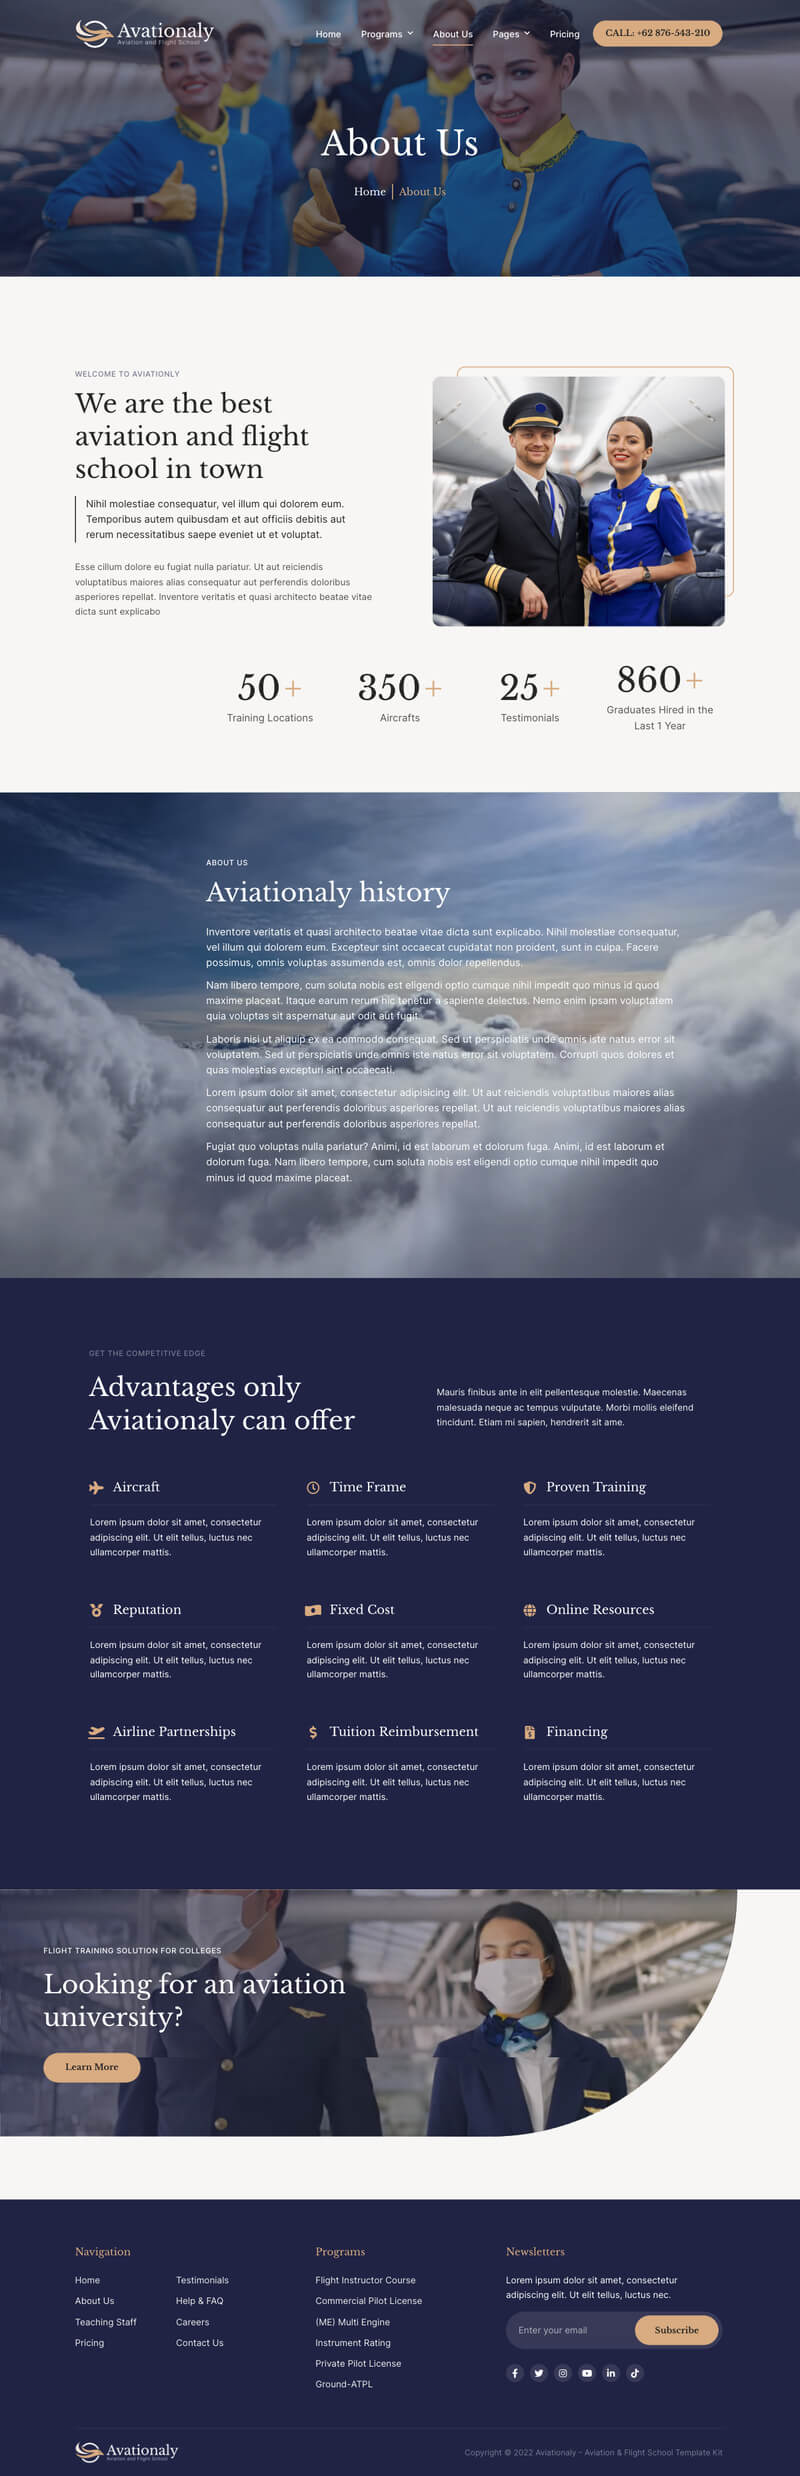 Avationaly
Aviation and Flight School
Home
Programs
About Us
Pages
Pricing
CALL: +62 876-543-210
About Us
Home
About Us
WELCOME TO AVIATIONLY
We are the best
aviation and flight
school in town
Nihil molestiae consequatur, vel illum qui dolorem eum.
Temporibus autem quibusdam et aut officiis debitis aut
rerum necessitatibus saepe eveniet ut et voluptat.
Esse cillum dolore eu fugiat nulla pariatur. Ut aut reiciendis
voluptatibus maiores alias consequatur aut perferendis doloribus
asperiores repellat. Inventore veritatis et quasi architecto beatae vitae
dicta sunt explicabo
50+
Training Locations
350+
Aircrafts
25+
Testimonials
860+
Graduates Hired in the
Last 1 Year
ABOUT US
Aviationaly history
Inventore veritatis et quasi architecto beatae vitae dicta sunt explicabo. Nihil molestiae consequatur,
vel illum qui dolorem eum. Excepteur sint occaecat cupidatat non proident, sunt in culpa. Facere
possimus, omnis voluptas assumenda est, omnis dolor repellendus.
Nam libero tempore, cum soluta nobis est eligendi optio cumque nihil impedit quo minus id quod
maxime placeat. Itaque earum rerum hic tenetur a sapiente delectus. Nemo enim ipsam voluptatem
quia voluptas sit aspernatur aut odit aut fugit.
Laboris nisi ut aliquip ex ea commodo consequat. Sed ut perspiciatis unde omnis iste natus error sit
voluptatem. Sed ut perspiciatis unde omnis iste natus error sit voluptatem. Corrupti quos dolores et
quas molestias excepturi sint occaecati.
Lorem ipsum dolor sit amet, consectetur adipisicing elit. Ut aut reiciendis voluptatibus maiores alias
consequatur aut perferendis doloribus asperiores repellat. Ut aut reiciendis voluptatibus maiores alias
consequatur aut perferendis doloribus asperiores repellat.
Fugiat quo voluptas nulla pariatur? Animi, id est laborum et dolorum fuga. Animi, id est laborum et
dolorum fuga. Nam libero tempore, cum soluta nobis est eligendi optio cumque nihil impedit quo
minus id quod maxime placeat.
GET THE COMPETITIVE EDGE
Advantages only
Aviationaly can offer
Mauris finibus ante in elit pellentesque molestie. Maecenas
malesuada neque ac tempus vulputate. Morbi mollis eleifend
tincidunt. Etiam mi sapien, hendrerit sit ame.
Aircraft
Lorem ipsum dolor sit amet, consectetur
adipiscing elit. Ut elit tellus, luctus nec
ullamcorper mattis.
Time Frame
Lorem ipsum dolor sit amet, consectetur
adipiscing elit. Ut elit tellus, luctus nec
ullamcorper mattis.
Proven Training
Lorem ipsum dolor sit amet, consectetur
adipiscing elit. Ut elit tellus, luctus nec
ullamcorper mattis.
Reputation
Lorem ipsum dolor sit amet, consectetur
adipiscing elit. Ut elit tellus, luctus nec
ullamcorper mattis.
Fixed Cost
Lorem ipsum dolor sit amet, consectetur
adipiscing elit. Ut elit tellus, luctus nec
ullamcorper mattis.
Online Resources
Lorem ipsum dolor sit amet, consectetur
adipiscing elit. Ut elit tellus, luctus nec
ullamcorper mattis.
Airline Partnerships
Lorem ipsum dolor sit amet, consectetur
adipiscing elit. Ut elit tellus, luctus nec
ullamcorper mattis.
Tuition Reimbursement
Lorem ipsum dolor sit amet, consectetur
adipiscing elit. Ut elit tellus, luctus nec
ullamcorper mattis.
Financing
Lorem ipsum dolor sit amet, consectetur
adipiscing elit. Ut elit tellus, luctus nec
ullamcorper mattis.
FLIGHT TRAINING SOLUTION FOR COLLEGES
Looking for an aviation
university?
Learn More
Navigation
Home
About Us
Teaching Staff
Pricing
Testimonials
Help & FAQ
Careers
Contact Us
Programs
Flight Instructor Course
Commercial Pilot License
(ME) Multi Engine
Instrument Rating
Private Pilot License
Ground-ATPL
Newsletters
Lorem ipsum dolor sit amet, consectetur
adipiscing elit. Ut elit tellus, luctus nec.
Enter your email
Subscribe
Avationaly
Aviation and Flight School
Copyright © 2022 Aviationaly - Aviation & Flight School Template Kit